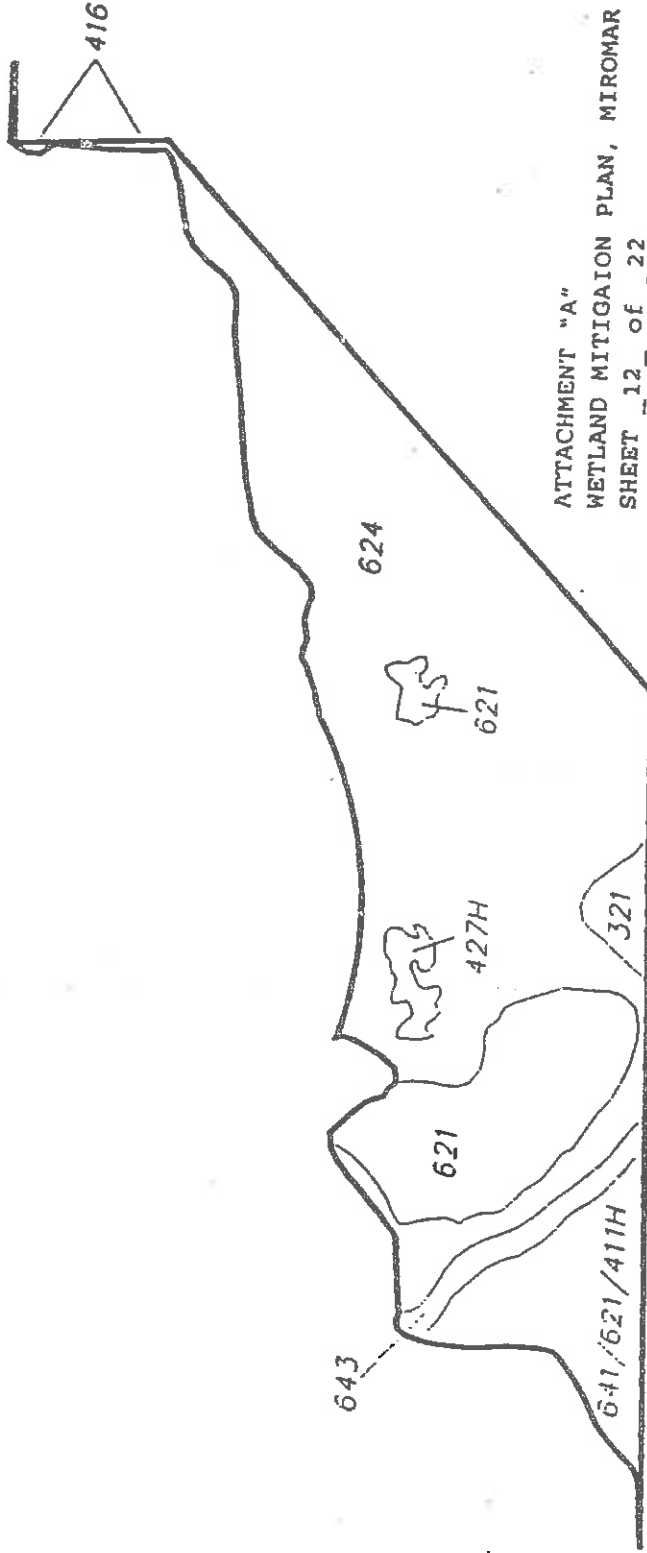 416
624
621
427H
321
621
643
641/621/411H
ATTACHMENT "A"
WETLAND MITIGAION PLAN, MIROMAR
SHEET 12 of 22